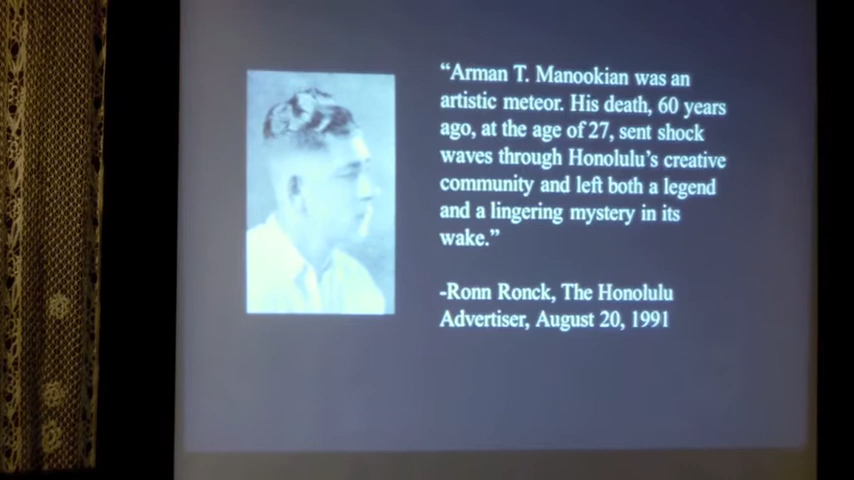 “Arman T. Manookian was an
artistic meteor. His death, 60 years
ago, at the age of 27, sent shock
waves through Honolulu’s creative
community and left both a legend
and a lingering mystery in its
wake.”
-Ronn Ronck, The Honolulu
Advertiser, August 20, 1991